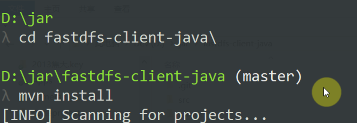 D:\jar
λ cd fastdfs-client-java\
D:\jar\fastdfs-client-java (master)
λ mvn install
[INFO] Scanning for projects...